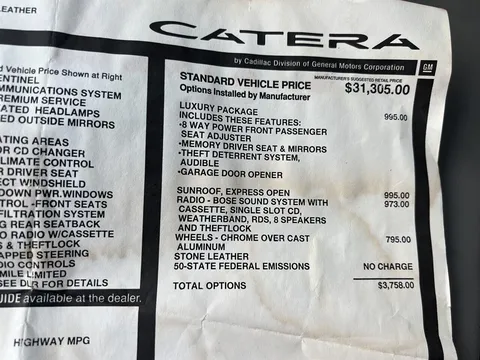 LEATHER
CATERA
by Cadillac Division of General Motors Corporation
GM
d Vehicle Price Shown at Right
ENTINEL
MMUNICATIONS SYSTEM
REMIUM SERVICE
ATED HEADLAMPS
ED OUTSIDE MIRRORS
ATING AREAS
OR CD CHANGER
LIMATE CONTROL
R DRIVER SEAT
ECT WINDSHIELD
DOWN PWR.WINDOWS
TROL -FRONT SEATS
FILTRATION SYSTEM
G REAR SEATBACK
O RADIO W/CASSETTE
S & THEFTLOCK
APPED STEERING
DIO CONTROLS
MILE LIMITED
SEE DLR FOR DETAILS
UIDE available at the dealer.
HIGHWAY MPG
MANUFACTURER'S SUGGESTED RETAIL PRICE
STANDARD VEHICLE PRICE $31,305.00
Options Installed by Manufacturer
LUXURY PACKAGE 995.00
INCLUDES THESE FEATURES:
•8 WAY POWER FRONT PASSENGER
SEAT ADJUSTER
•MEMORY DRIVER SEAT & MIRRORS
•THEFT DETERRENT SYSTEM,
AUDIBLE
•GARAGE DOOR OPENER
SUNROOF, EXPRESS OPEN 995.00
RADIO - BOSE SOUND SYSTEM WITH 973.00
CASSETTE, SINGLE SLOT CD,
WEATHERBAND, RDS, 8 SPEAKERS
AND THEFTLOCK
WHEELS - CHROME OVER CAST 795.00
ALUMINUM
STONE LEATHER
50-STATE FEDERAL EMISSIONS NO CHARGE
TOTAL OPTIONS $3,758.00